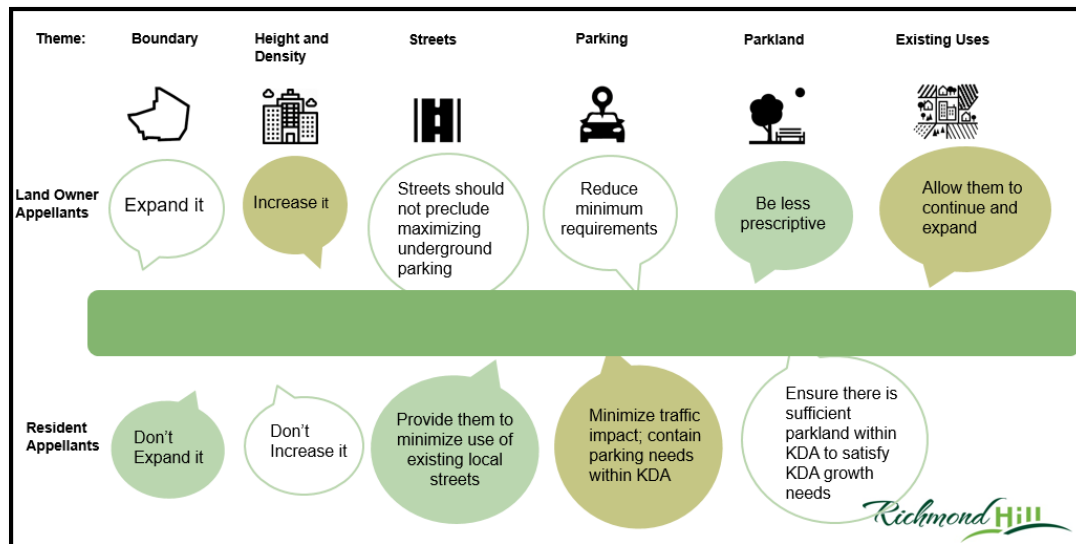 Theme:
Boundary
Height and
Density
Streets
Parking
Parkland
Existing Uses
Land Owner
Appellants
Expand it
Increase it
Streets should
not preclude
maximizing
underground
parking
Reduce
minimum
requirements
Be less
prescriptive
Allow them to
continue and
expand
Resident
Appellants
Don't
Expand it
Don't
Increase it
Provide them to
minimize use of
existing local
streets
Minimize traffic
impact; contain
parking needs
within KDA
Ensure there is
sufficient
parkland within
KDA to satisfy
KDA growth
needs
Richmond Hill